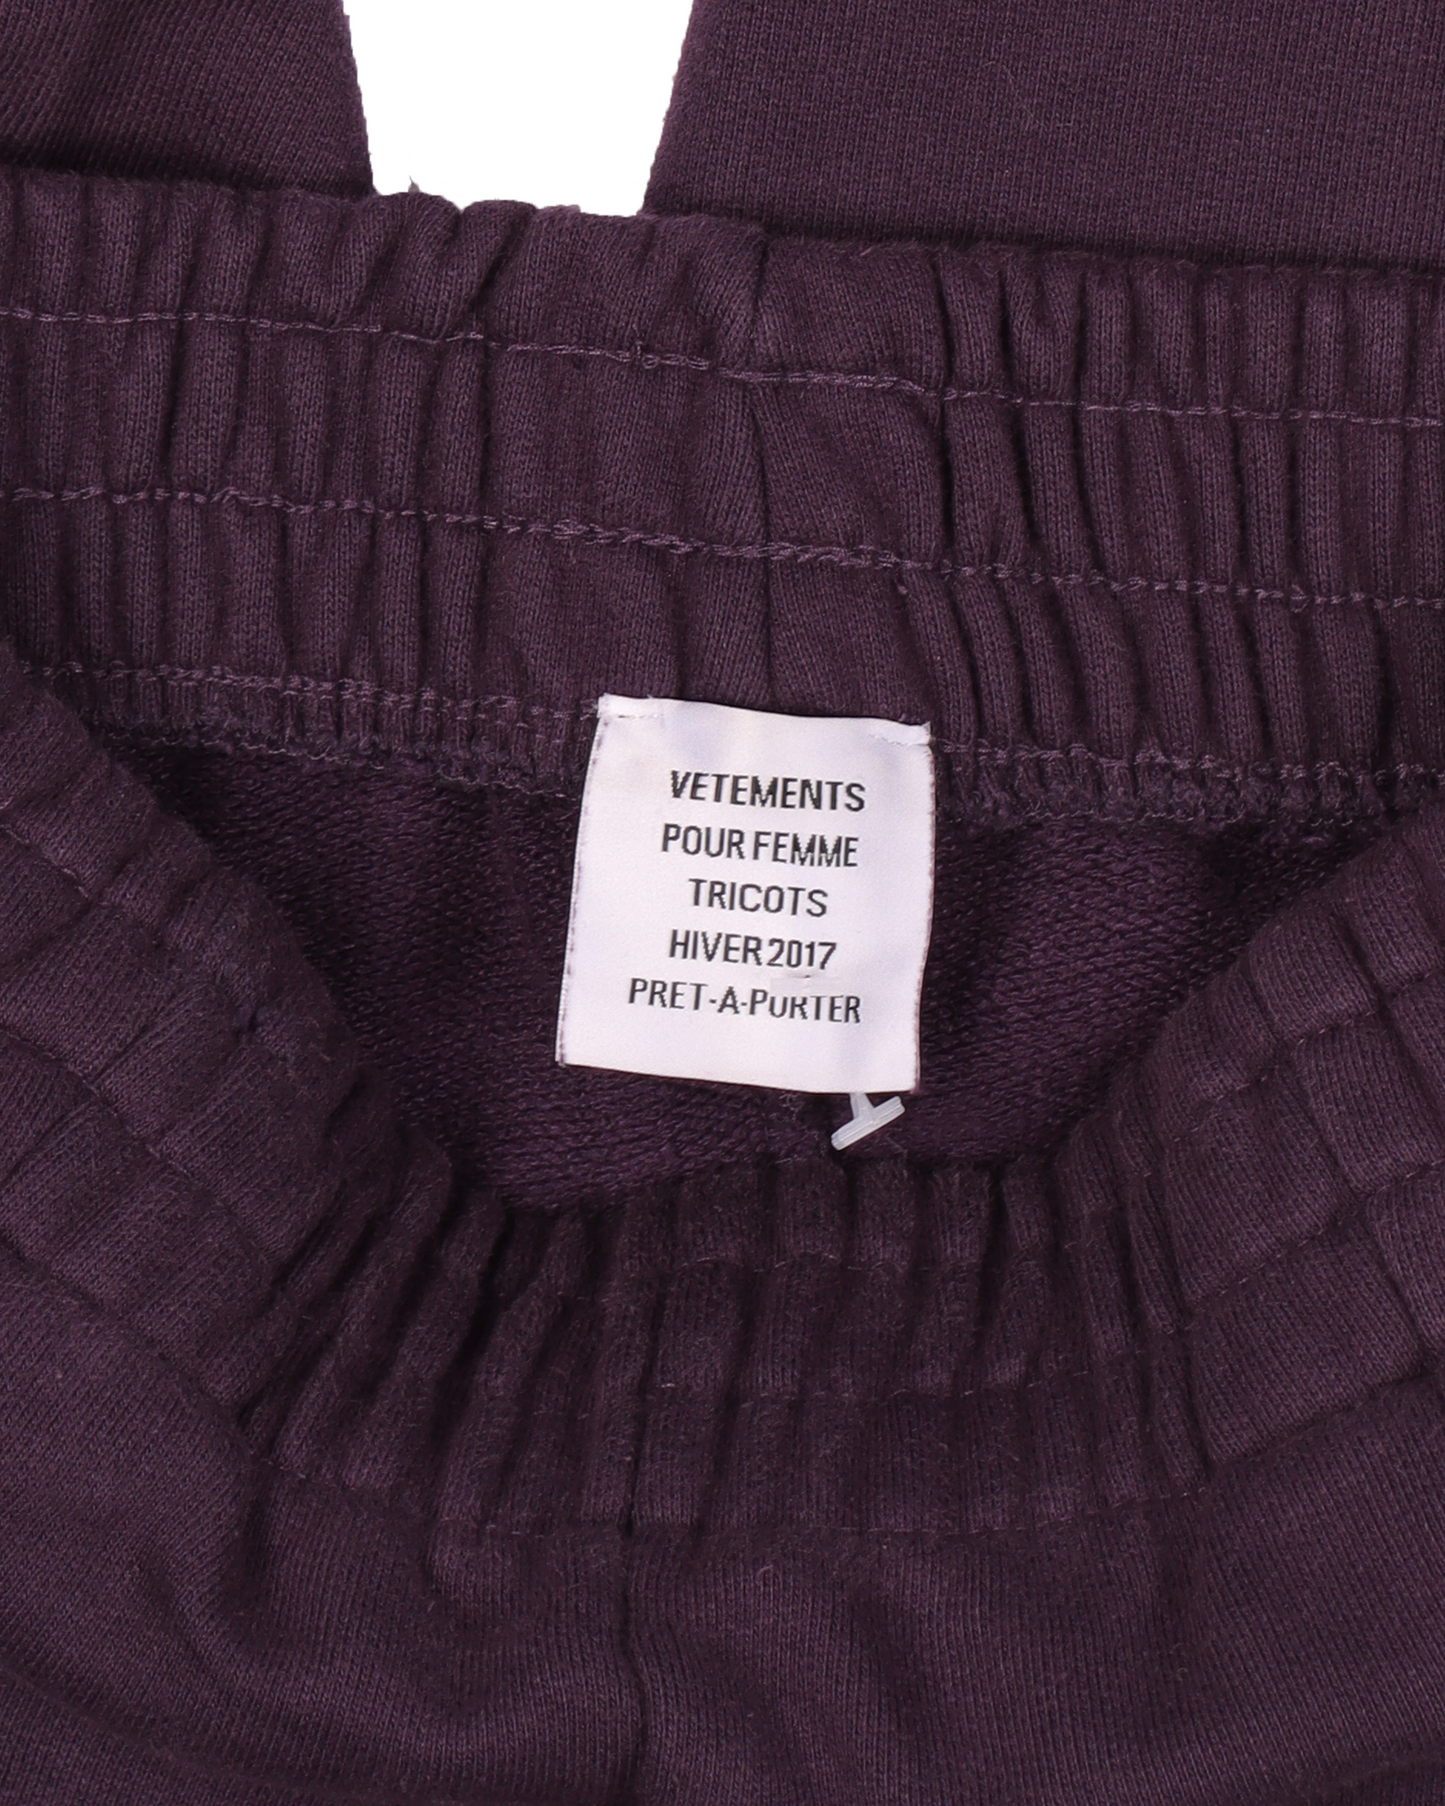 VETEMENTS
POUR FEMME
TRICOTS
HIVER 2017
PRET-A-PORTER